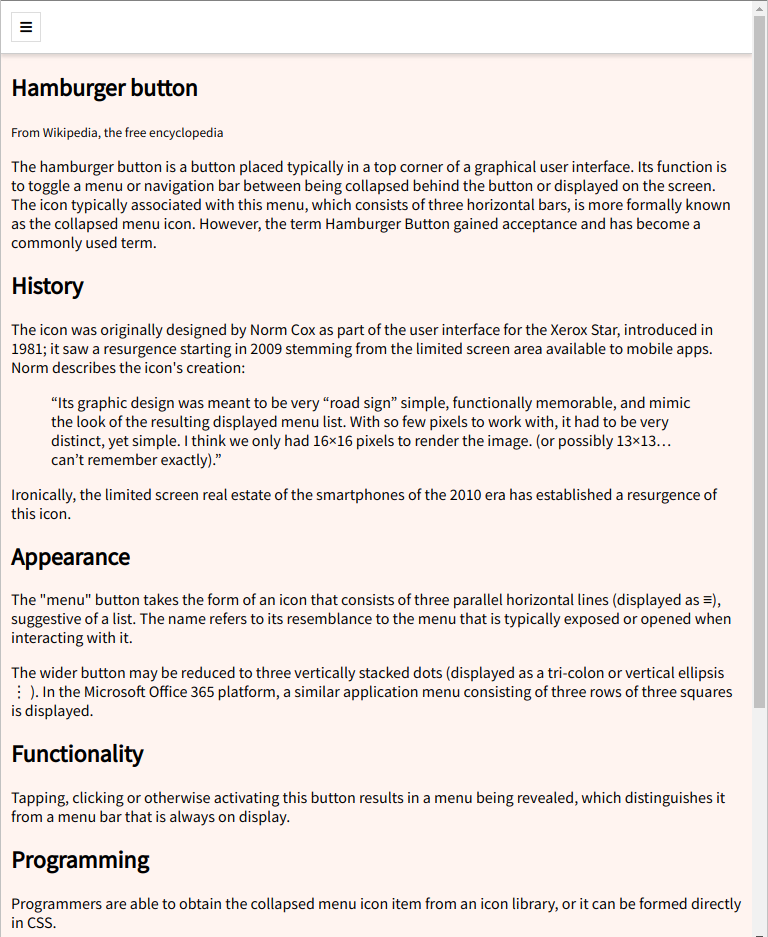 Hamburger button
From Wikipedia, the free encyclopedia
The hamburger button is a button placed typically in a top corner of a graphical user interface. Its function is
to toggle a menu or navigation bar between being collapsed behind the button or displayed on the screen.
The icon typically associated with this menu, which consists of three horizontal bars, is more formally known
as the collapsed menu icon. However, the term Hamburger Button gained acceptance and has become a
commonly used term.
History
The icon was originally designed by Norm Cox as part of the user interface for the Xerox Star, introduced in
1981; it saw a resurgence starting in 2009 stemming from the limited screen area available to mobile apps.
Norm describes the icon's creation:
“Its graphic design was meant to be very “road sign” simple, functionally memorable, and mimic
the look of the resulting displayed menu list. With so few pixels to work with, it had to be very
distinct, yet simple. I think we only had 16×16 pixels to render the image. (or possibly 13×13…
can’t remember exactly).”
Ironically, the limited screen real estate of the smartphones of the 2010 era has established a resurgence of
this icon.
Appearance
The "menu" button takes the form of an icon that consists of three parallel horizontal lines (displayed as ≡),
suggestive of a list. The name refers to its resemblance to the menu that is typically exposed or opened when
interacting with it.
The wider button may be reduced to three vertically stacked dots (displayed as a tri-colon or vertical ellipsis
⋮ ). In the Microsoft Office 365 platform, a similar application menu consisting of three rows of three squares
is displayed.
Functionality
Tapping, clicking or otherwise activating this button results in a menu being revealed, which distinguishes it
from a menu bar that is always on display.
Programming
Programmers are able to obtain the collapsed menu icon item from an icon library, or it can be formed directly
in CSS.